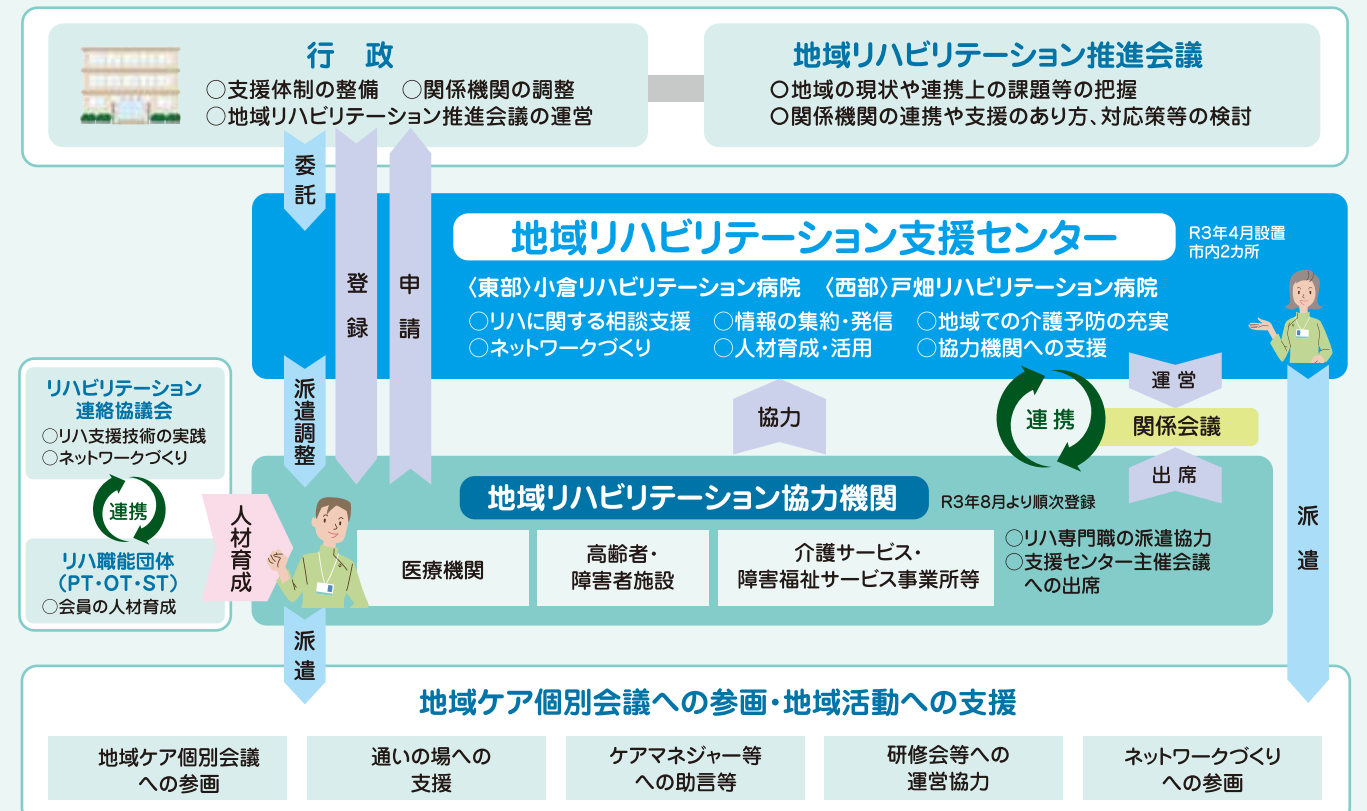 行 政
○支援体制の整備 ○関係機関の調整
○地域リハビリテーション推進会議の運営
地域リハビリテーション推進会議
○地域の現状や連携上の課題等の把握
○関係機関の連携や支援のあり方、対応策等の検討
委託
登録
申請
地域リハビリテーション支援センター
R3年4月設置
市内2カ所
〈東部〉小倉リハビリテーション病院 〈西部〉戸畑リハビリテーション病院
○リハに関する相談支援 ○情報の集約・発信 ○地域での介護予防の充実
○ネットワークづくり ○人材育成・活用 ○協力機関への支援
派遣調整
協力
連携
運営
関係会議
出席
派遣
リハビリテーション
連絡協議会
○リハ支援技術の実践
○ネットワークづくり
連携
リハ職能団体
（PT・OT・ST）
○会員の人材育成
人材育成
地域リハビリテーション協力機関
R3年8月より順次登録
医療機関
高齢者・
障害者施設
介護サービス・
障害福祉サービス事業所等
○リハ専門職の派遣協力
○支援センター主催会議
への出席
派遣
地域ケア個別会議への参画・地域活動への支援
地域ケア個別会議
への参画
通いの場への
支援
ケアマネジャー等
への助言等
研修会等への
運営協力
ネットワークづくり
への参画